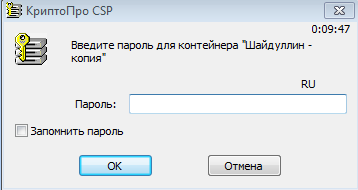 КриптоПро CSP
0:09:47
Введите пароль для контейнера "Шайдуллин -
копия"
RU
Пароль:
Запомнить пароль
OK
Отмена